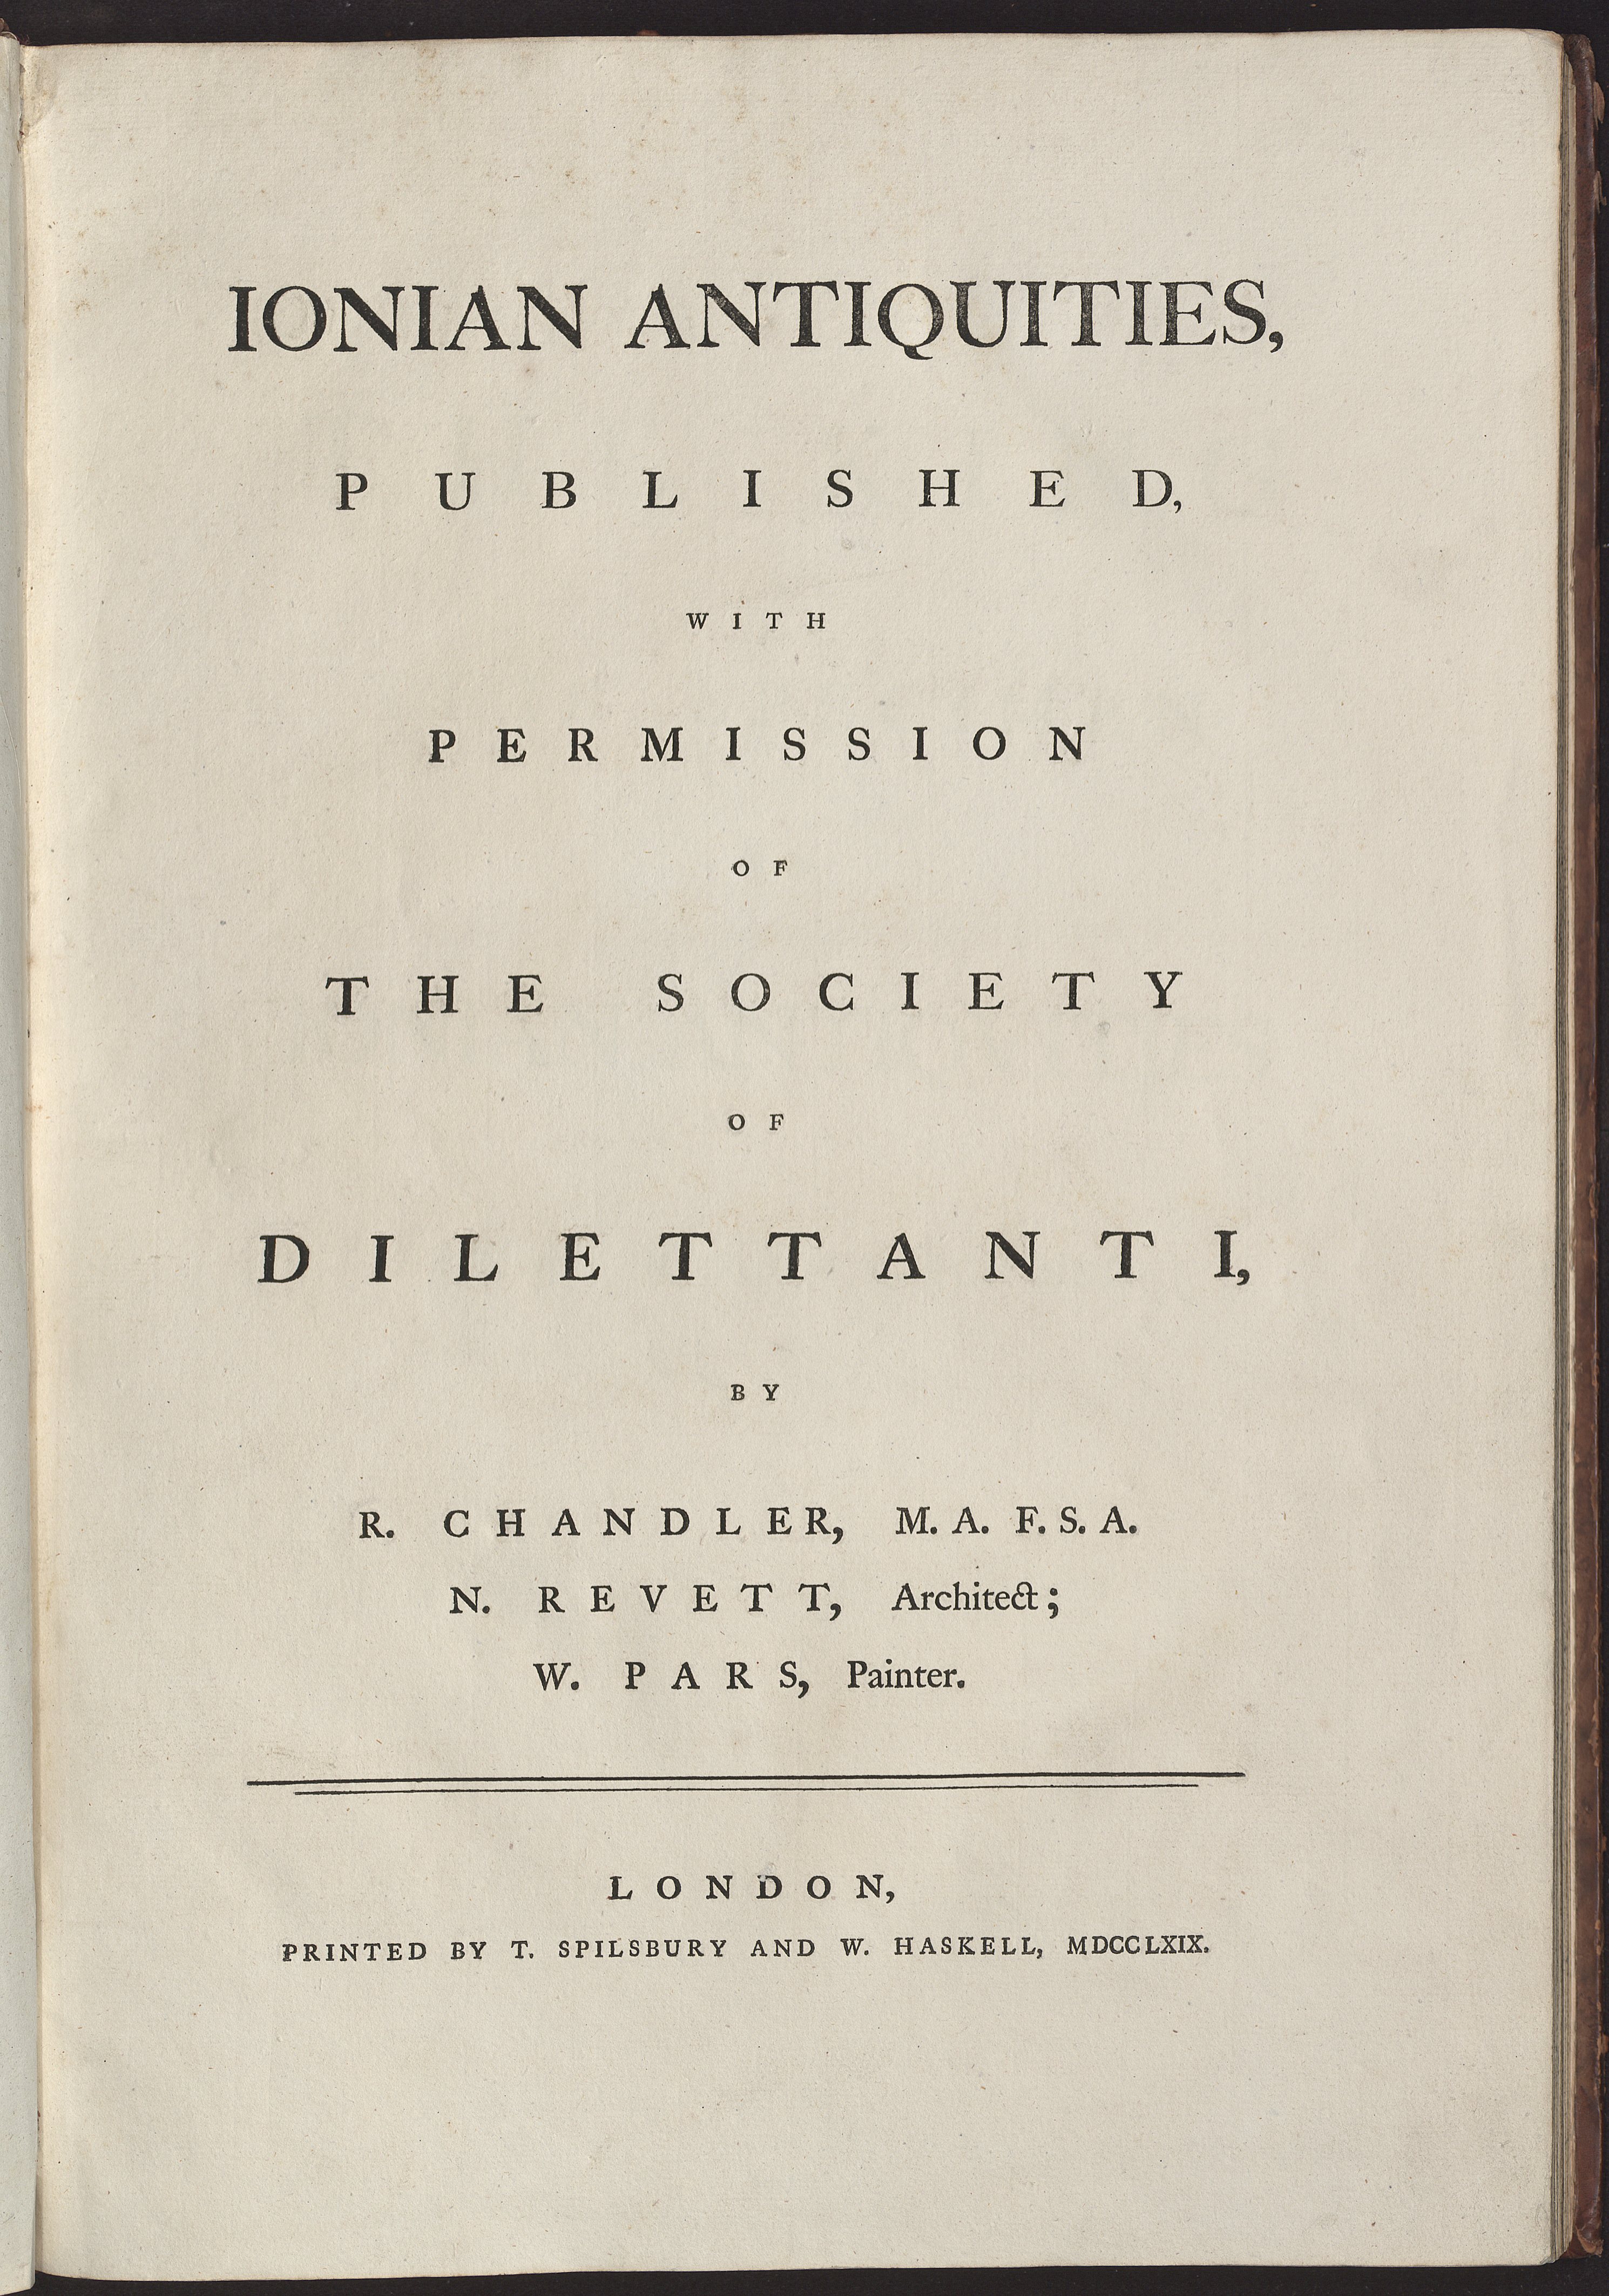 IONIAN ANTIQUITIES,
PUBLISHED,
WITH
PERMISSION
OF
THE SOCIETY
OF
DILETTANTI,
BY
R. CHANDLER, M. A. F. S. A.
N. REVETT, Architect;
W. PARS, Painter.
LONDON,
PRINTED BY T. SPILSBURY AND W. HASKELL, MDCCLXIX.